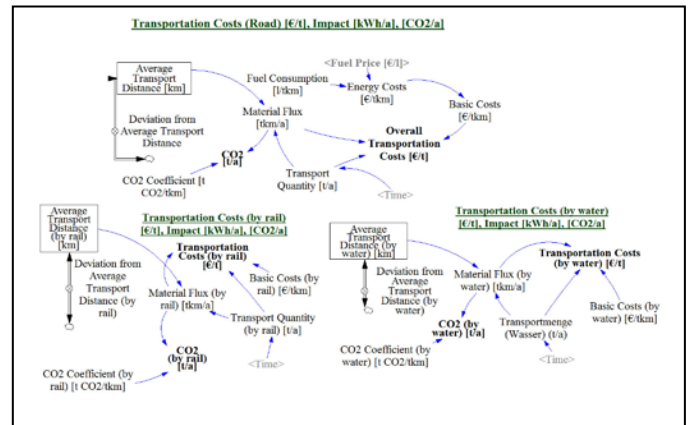 Transportation Costs (Road) [€/t], Impact [kWh/a], [CO2/a]
Average
Transport
Distance [km]
Deviation from
Average Transport
Distance
Fuel Consumption
[l/tkm]
<Fuel Price [€/l]>
Energy Costs
[€/tkm]
Basic Costs
[€/tkm]
Material Flux
[tkm/a]
Overall
Transportation
Costs [€/t]
CO2
[t/a]
CO2 Coefficient [t
CO2/tkm]
Transport
Quantity [t/a]
<Time>
Transportation Costs (by rail)
[€/t], Impact [kWh/a], [CO2/a]
Average
Transport
Distance (by rail)
[km]
Deviation from
Average
Transport
Distance (by
rail)
Transportation
Costs (by rail)
[€/t]
Basic Costs (by
rail) [€/tkm]
Material Flux (by
rail) [tkm/a]
Transport Quantity
(by rail) [t/a]
CO2
(by rail)
[t/a]
CO2 Coefficient (by
rail) [t CO2/tkm]
<Time>
Transportation Costs (by water)
[€/t], Impact [kWh/a], [CO2/a]
Average
Transport
Distance (by
water) [km]
Deviation from
Average
Transport
Distance (by
water)
Transportation Costs
(by water) [€/t]
Material Flux (by
water) [tkm/a]
Basic Costs (by
water) [€/tkm]
CO2 (by
water) [t/a]
Transportmenge
(Wasser) (t/a)
CO2 Coefficient (by
water) [t CO2/tkm]
<Time>